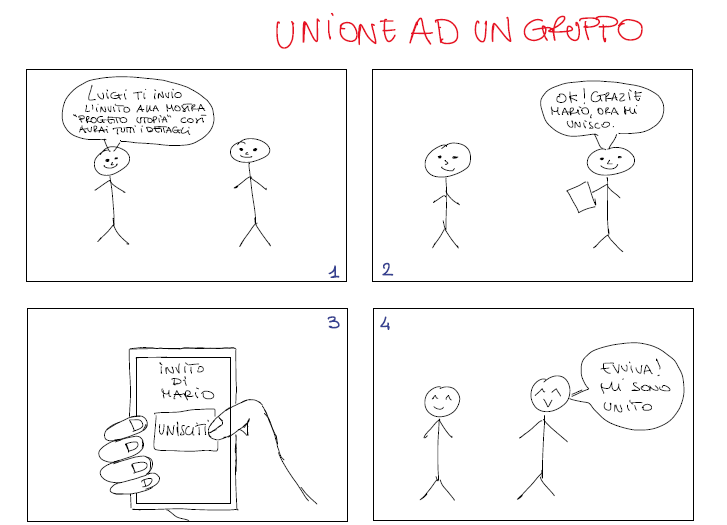 UNIONE AD UN GRUPPO
LUIGI TI INVIO
L'INVITO ALLA MOSTRA
"PROGETTO UTOPIA" COSÌ
AVRAI TUTTI I DETAGLI
1
OK! GRAZIE
MARIO, ORA MI
UNISCO.
2
3
INVITO
DI
MARIO
UNISCITI
4
EVVIVA!
MI SONO
UNITO